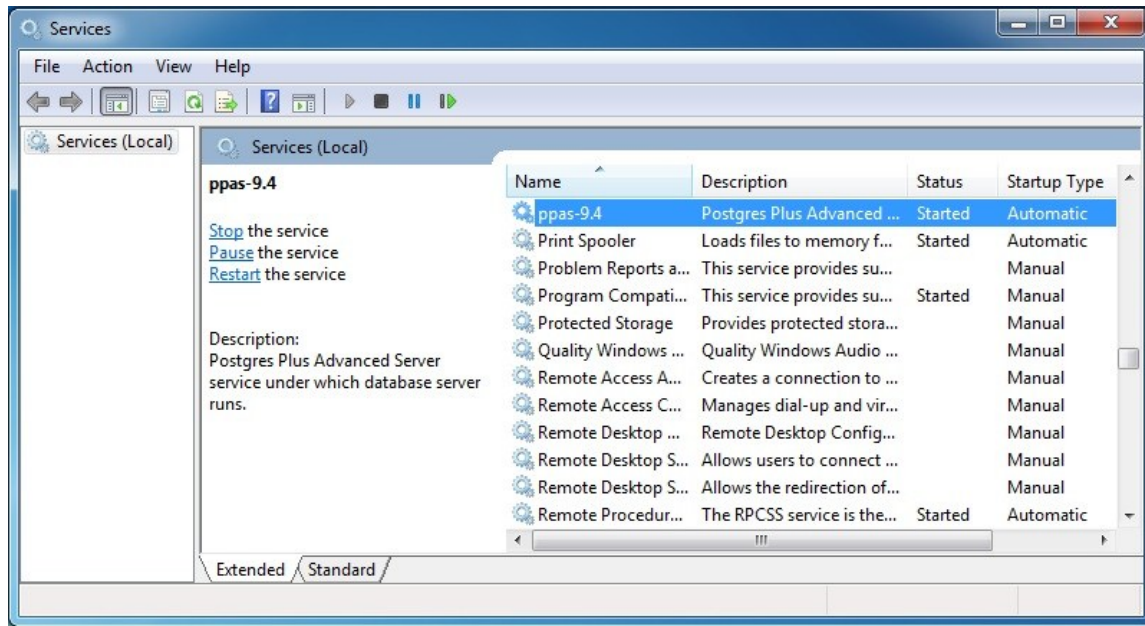 Services
File Action View Help
Services (Local)
Services (Local)
ppas-9.4
Stop the service
Pause the service
Restart the service
Description:
Postgres Plus Advanced Server
service under which database server
runs.
Name Description Status Startup Type
ppas-9.4 Postgres Plus Advanced ... Started Automatic
Print Spooler Loads files to memory f... Started Automatic
Problem Reports a... This service provides su... Manual
Program Compati... This service provides su... Started Manual
Protected Storage Provides protected stora... Manual
Quality Windows ... Quality Windows Audio ... Manual
Remote Access A... Creates a connection to ... Manual
Remote Access C... Manages dial-up and vir... Manual
Remote Desktop ... Remote Desktop Config... Manual
Remote Desktop S... Allows users to connect ... Manual
Remote Desktop S... Allows the redirection of... Manual
Remote Procedur... The RPCSS service is the... Started Automatic
Extended Standard